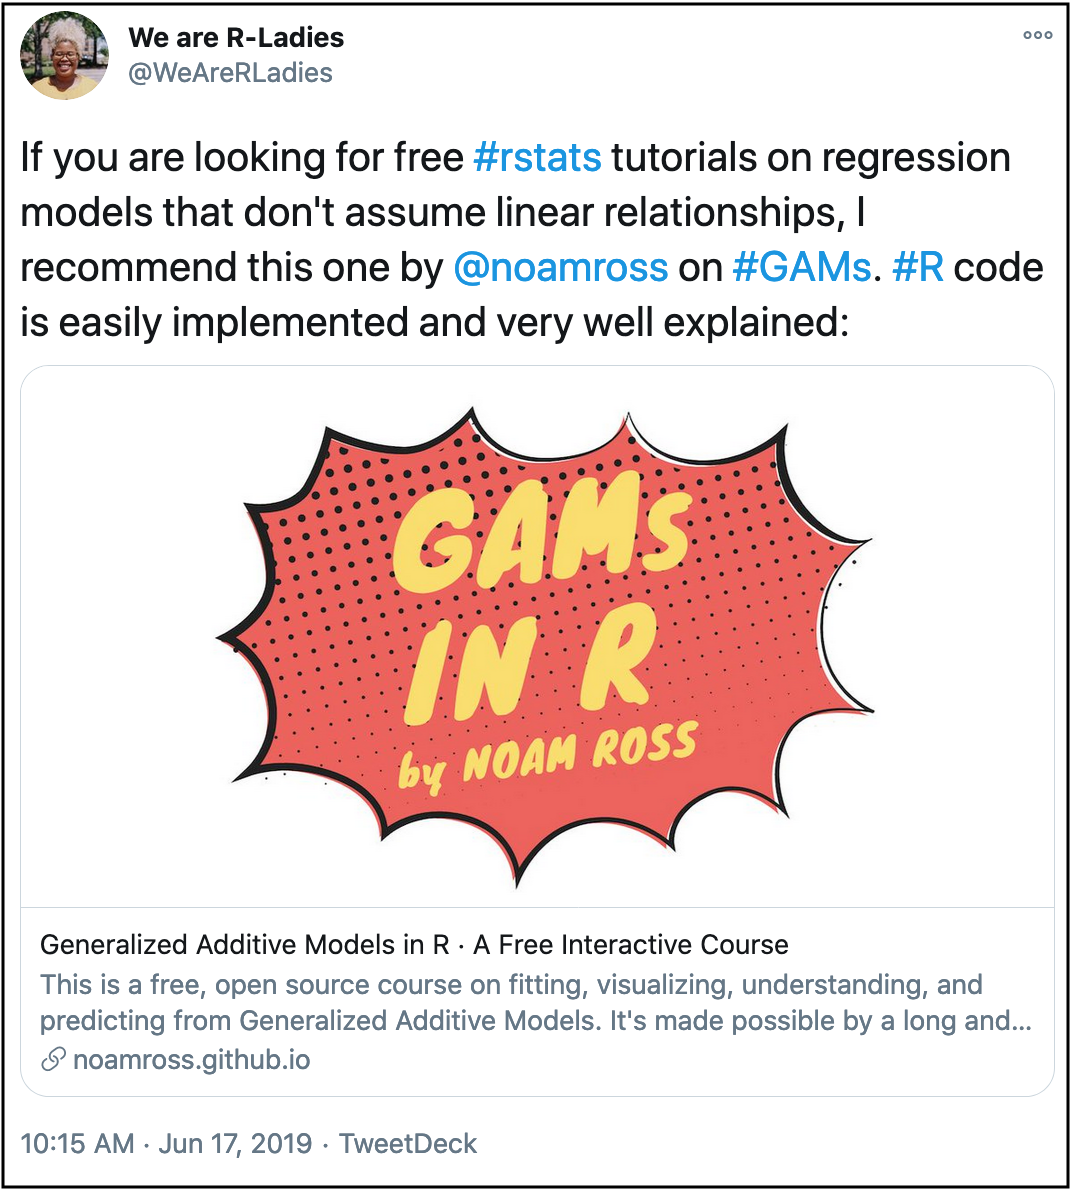 We are R-Ladies
@WeAreRLadies
If you are looking for free #rstats tutorials on regression
models that don't assume linear relationships, I
recommend this one by @noamross on #GAMs. #R code
is easily implemented and very well explained:
GAMs
IN R
by NOAM ROSS
Generalized Additive Models in R · A Free Interactive Course
This is a free, open source course on fitting, visualizing, understanding, and
predicting from Generalized Additive Models. It's made possible by a long and...
noamross.github.io
10:15 AM · Jun 17, 2019 · TweetDeck